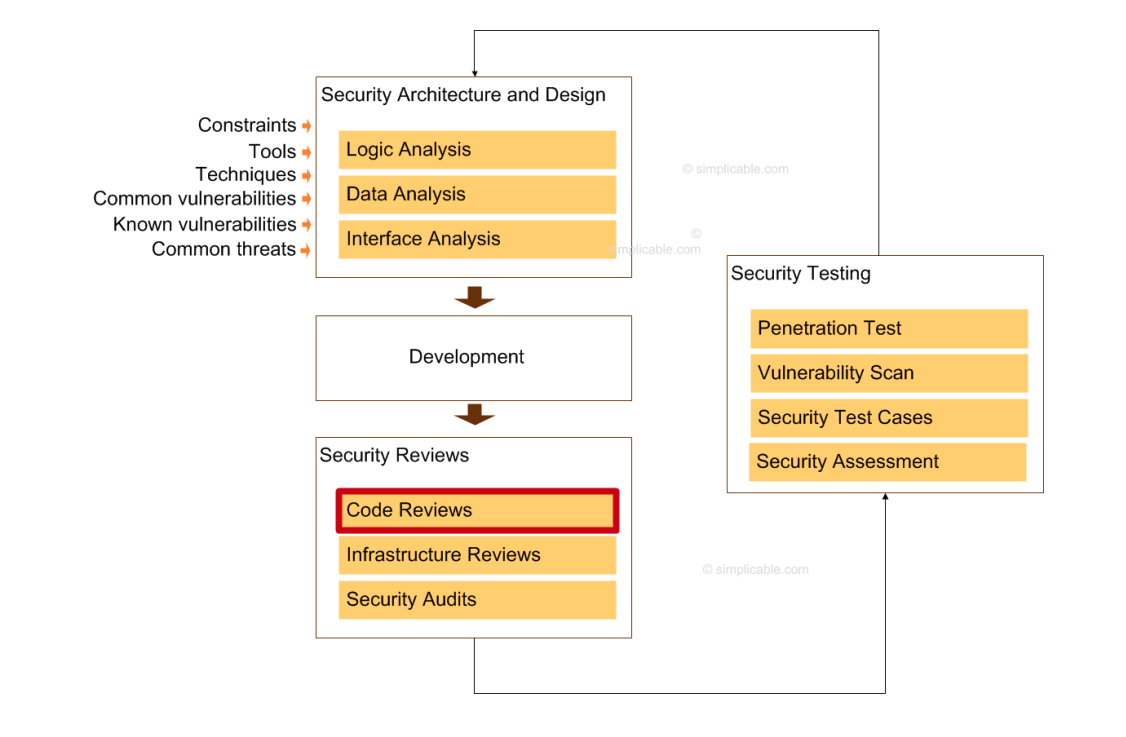 Security Architecture and Design
Constraints
Tools
Techniques
Common vulnerabilities
Known vulnerabilities
Common threats
Logic Analysis
Data Analysis
Interface Analysis
© simplicable.com
©
simplicable.com
Development
Security Reviews
Code Reviews
Infrastructure Reviews
Security Audits
Security Testing
Penetration Test
Vulnerability Scan
Security Test Cases
Security Assessment
© simplicable.com